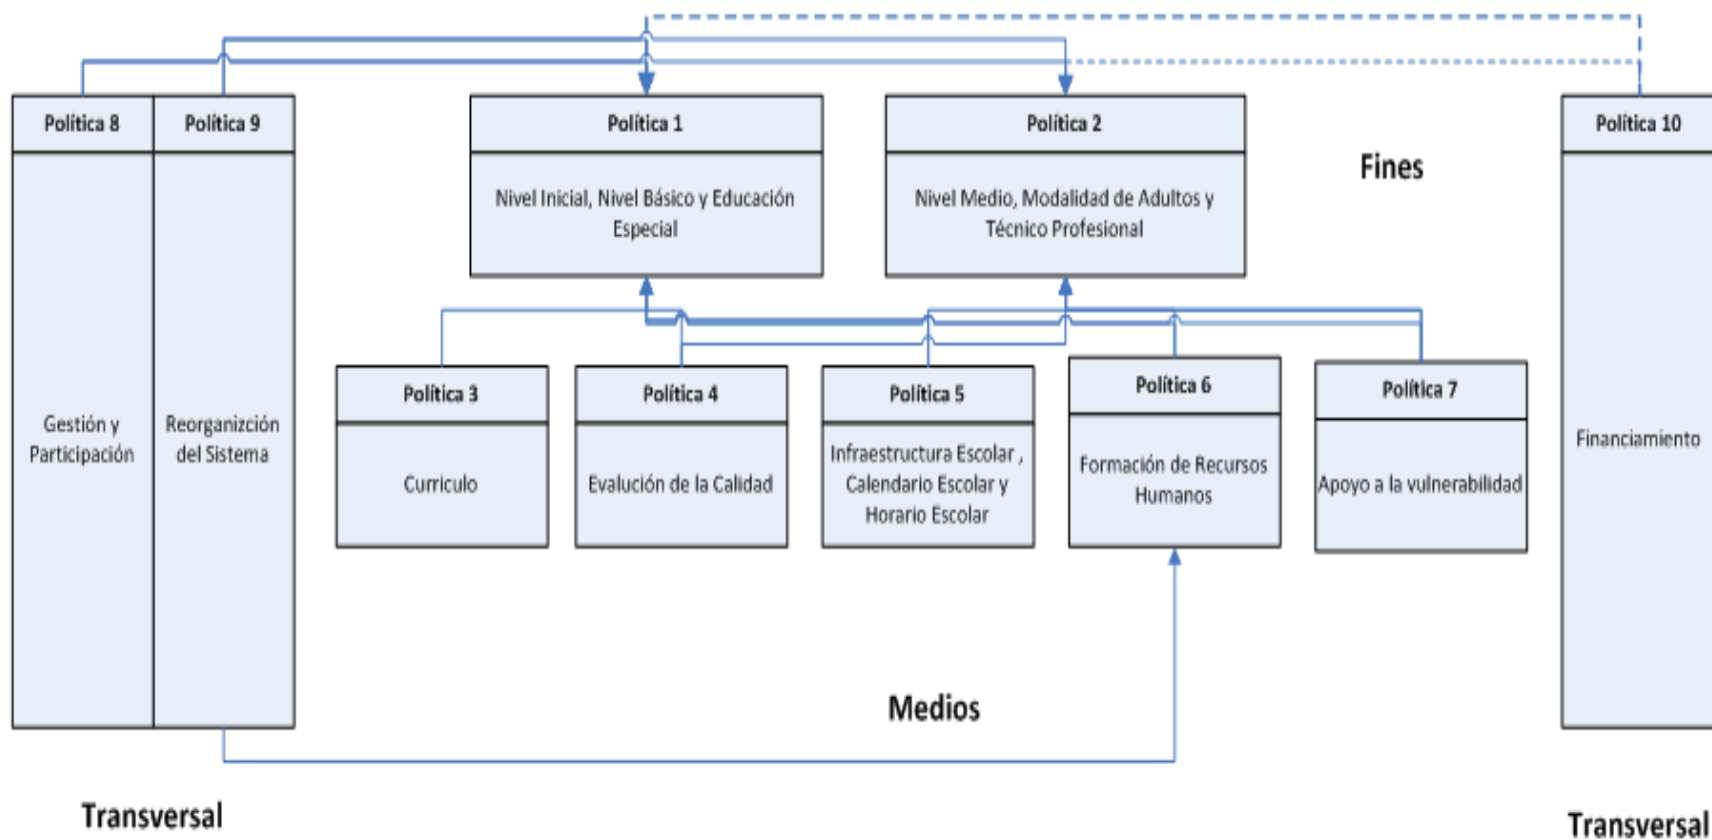 Política 8
Gestión y
Participación
Política 9
Reorganizción
del Sistema
Política 1
Nivel Inicial, Nivel Básico y Educación
Especial
Política 2
Nivel Medio, Modalidad de Adultos y
Técnico Profesional
Fines
Política 10
Financiamiento
Política 3
Curriculo
Política 4
Evalución de la Calidad
Política 5
Infraestructura Escolar ,
Calendario Escolar y
Horario Escolar
Política 6
Formación de Recursos
Humanos
Política 7
Apoyo a la vulnerabilidad
Medios
Transversal
Transversal